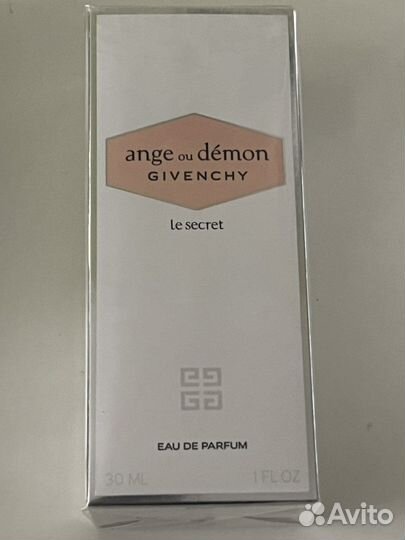 ange ou démon
GIVENCHY
le secret
EAU DE PARFUM
30 ML 1 FL OZ
Avito